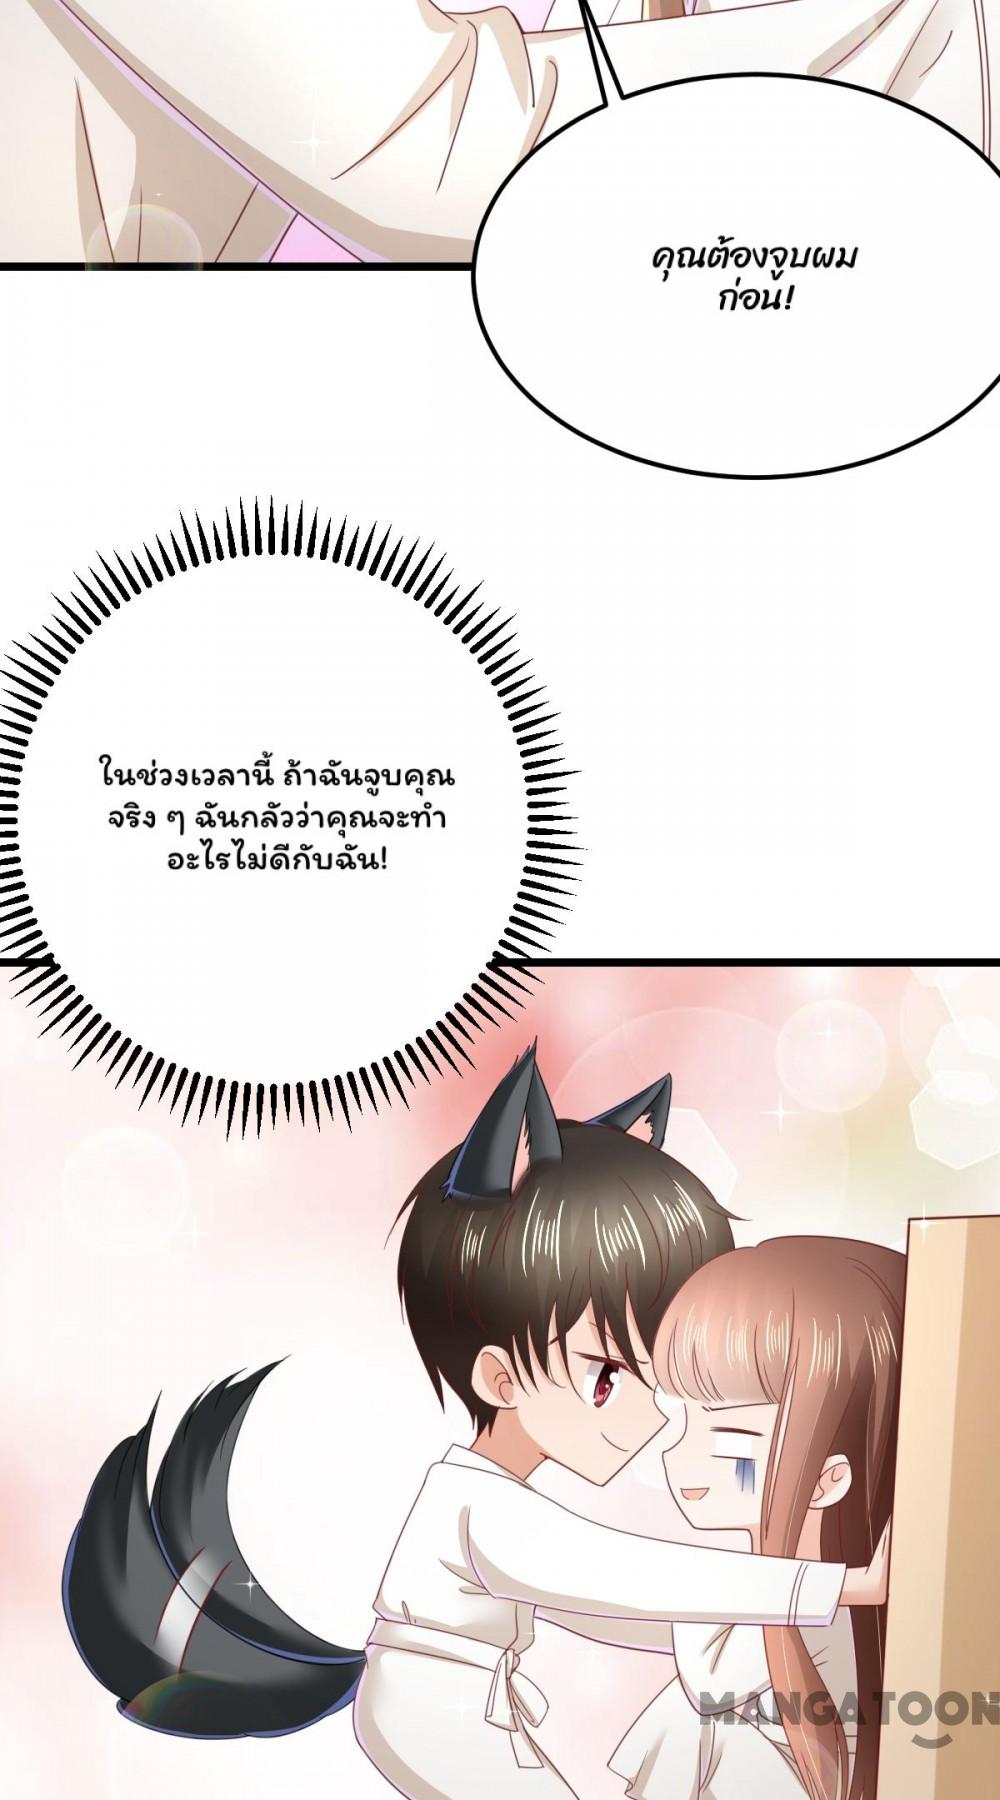 คุณต้องจูบผม
ก่อน!
ในช่วงเวลานี้ ถ้าฉันจูบคุณ
จริง ๆ ฉันกลัวว่าคุณจะทำ
อะไรไม่ดีกับฉัน!
MANGATOON